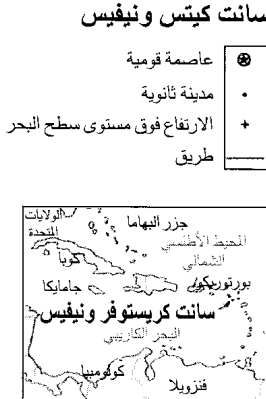 سانت كيتس ونيفيس
عاصمة قومية
مدينة ثانوية
الارتفاع فوق مستوى سطح البحر
طريق
الولايات
المتحدة
جزر البهاما
المحيط الأطلسي
الشمالي
كوبا
بورتوريكو
جامايكا
سانت كريستوفر ونيفيس
البحر الكاريبي
كولومبيا
فنزويلا